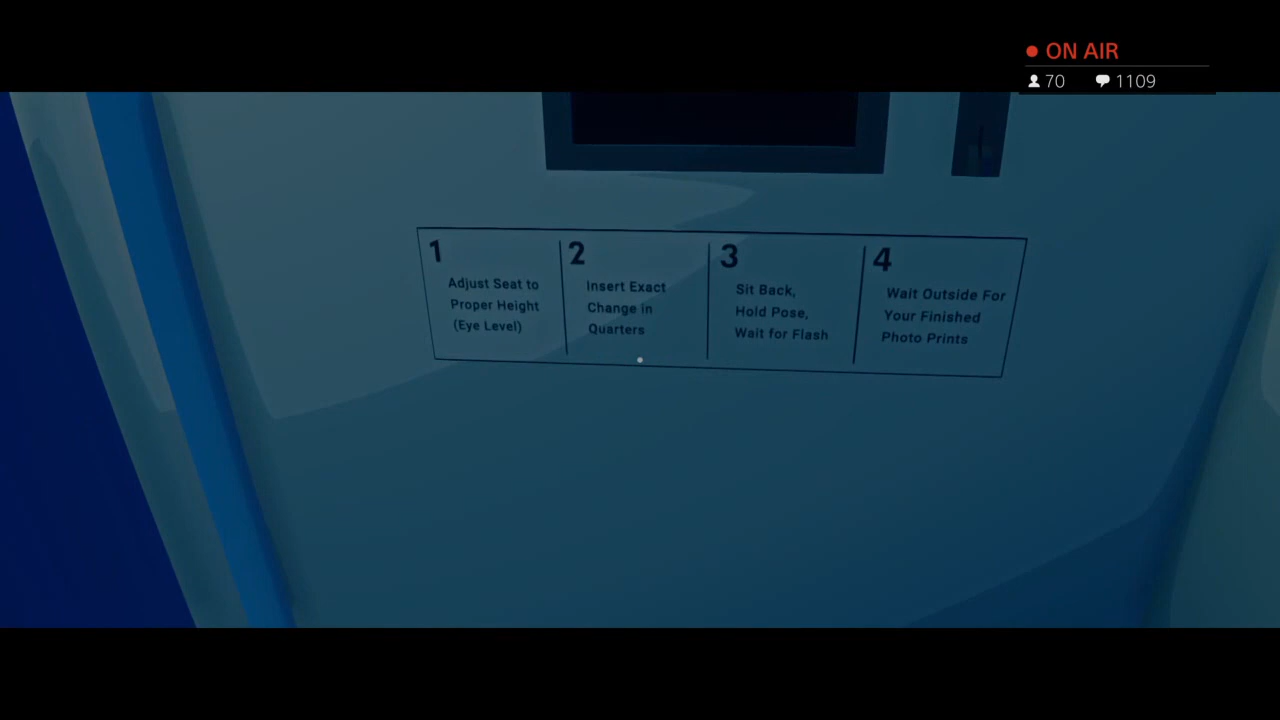 ON AIR
70 1109
1
Adjust Seat to
Proper Height
(Eye Level)
2
Insert Exact
Change in
Quarters
3
Sit Back,
Hold Pose,
Wait for Flash
4
Wait Outside For
Your Finished
Photo Prints